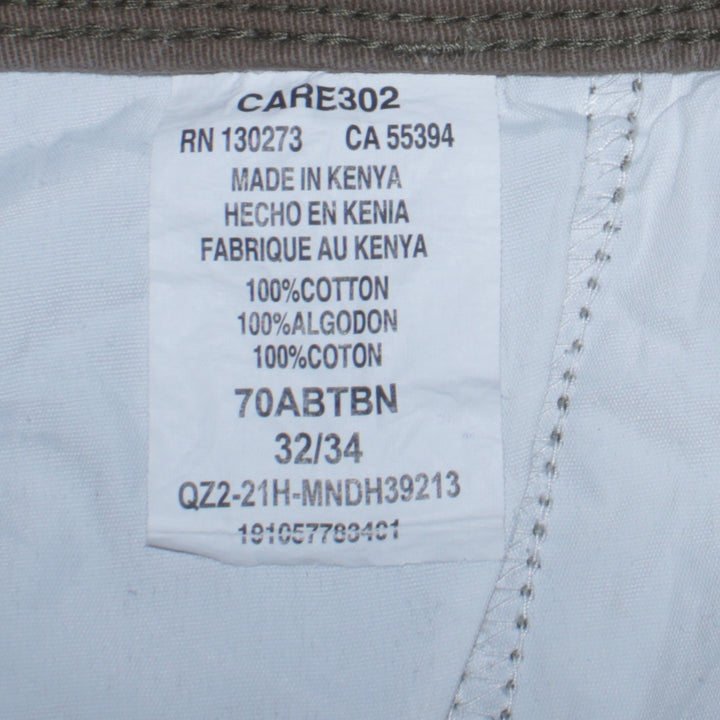 CARE302
RN 130273 CA 55394
MADE IN KENYA
HECHO EN KENIA
FABRIQUE AU KENYA
100%COTTON
100%ALGODON
100%COTON
70ABTBN
32/34
QZ2-21H-MNDH39213
191057783401